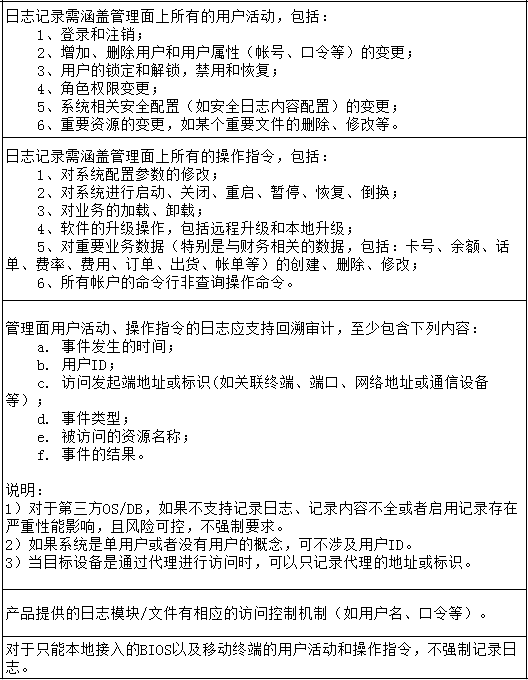 日志记录需涵盖管理面上所有的用户活动，包括：
1、登录和注销；
2、增加、删除用户和用户属性（帐号、口令等）的变更；
3、用户的锁定和解锁，禁用和恢复；
4、角色权限变更；
5、系统相关安全配置（如安全日志内容配置）的变更；
6、重要资源的变更，如某个重要文件的删除、修改等。
日志记录需涵盖管理面上所有的操作指令，包括：
1、对系统配置参数的修改；
2、对系统进行启动、关闭、重启、暂停、恢复、倒换；
3、对业务的加载、卸载；
4、软件的升级操作，包括远程升级和本地升级；
5、对重要业务数据（特别是与财务相关的数据，包括：卡号、余额、话
单、费率、费用、订单、出货、帐单等）的创建、删除、修改；
6、所有帐户的命令行非查询操作命令。
管理面用户活动、操作指令的日志应支持回溯审计，至少包含下列内容：
a. 事件发生的时间；
b. 用户ID；
c. 访问发起端地址或标识(如关联终端、端口、网络地址或通信设备
等）；
d. 事件类型；
e. 被访问的资源名称；
f. 事件的结果。
说明：
1）对于第三方OS/DB，如果不支持记录日志、记录内容不全或者启用记录存在
严重性能影响，且风险可控，不强制要求。
2）如果系统是单用户或者没有用户的概念，可不涉及用户ID。
3）当目标设备是通过代理进行访问时，可以只记录代理的地址或标识。
产品提供的日志模块/文件有相应的访问控制机制（如用户名、口令等）。
对于只能本地接入的BIOS以及移动终端的用户活动和操作指令，不强制记录日
志。